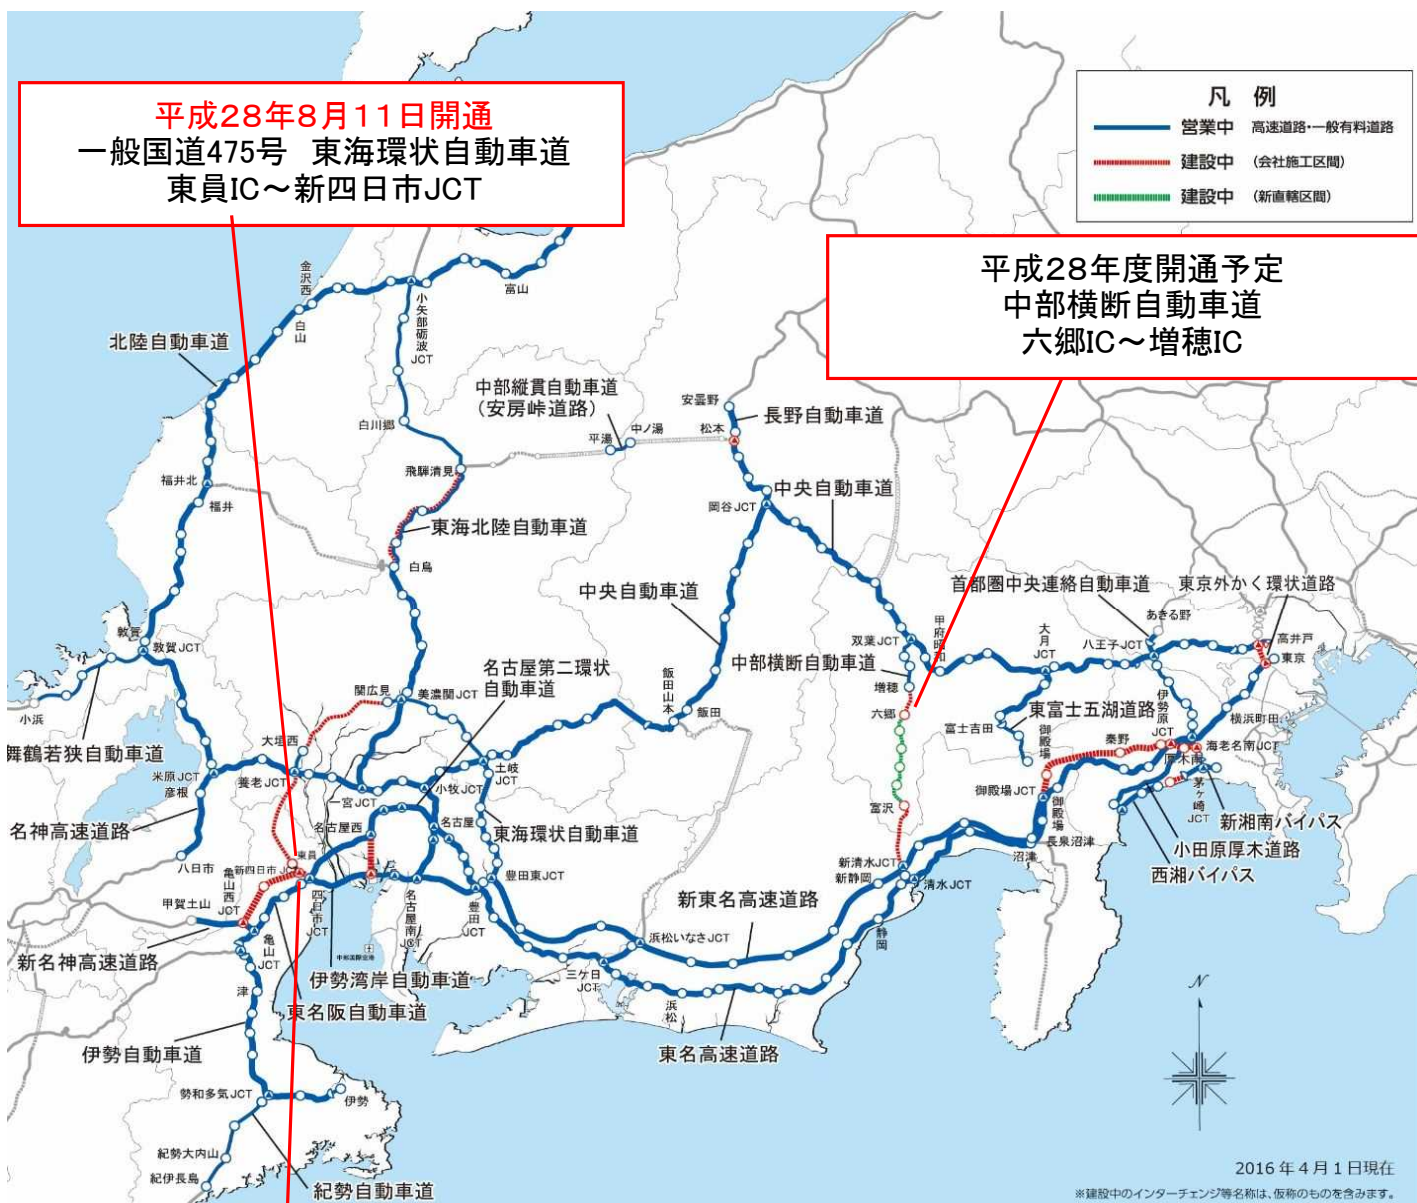 平成28年8月11日開通
一般国道475号 東海環状自動車道
東員IC～新四日市JCT
凡 例
営業中 高速道路・一般有料道路
建設中 (会社施工区間)
建設中 (新直轄区間)
平成28年度開通予定
中部横断自動車道
六郷IC～増穂IC
金沢西
白山
富山
小矢部砺波JCT
北陸自動車道
中部縦貫自動車道
(安房峠道路)
安曇野
長野自動車道
松本
中ノ湯
平湯
白川郷
飛騨清見
福井北
福井
東海北陸自動車道
白鳥
中央自動車道
岡谷JCT
中央自動車道
首都圏中央連絡自動車道
東京外かく環状道路
あきる野
高井戸
東京
八王子JCT
大月JCT
甲府昭和
双葉JCT
中部横断自動車道
増穂
六郷
富沢
敦賀
敦賀JCT
小浜
舞鶴若狭自動車道
名古屋第二環状
自動車道
関広見
美濃関JCT
飯田山本
飯田
大垣西
米原JCT
彦根
養老JCT
一宮JCT
小牧JCT
土岐JCT
名神高速道路
名古屋西
名古屋
東海環状自動車道
八日市
東員
新四日市JCT
亀山西JCT
甲賀土山
新名神高速道路
亀山JCT
四日市JCT
名古屋南JCT
豊田JCT
豊田東JCT
中部国際空港
伊勢湾岸自動車道
東名阪自動車道
津
伊勢自動車道
勢和多気JCT
伊勢
紀勢大内山
紀伊長島
紀勢自動車道
浜松いなさJCT
三ケ日JCT
浜松
新東名高速道路
東名高速道路
新静岡
新清水JCT
清水JCT
静岡
富士吉田
東富士五湖道路
御殿場
御殿場JCT
御殿場
長泉沼津
沼津
秦野
伊勢原JCT
厚木南
海老名南JCT
横浜町田
茅ヶ崎JCT
新湘南バイパス
小田原厚木道路
西湘バイパス
N
2016年4月1日現在
※建設中のインターチェンジ等名称は、仮称のものを含みます。